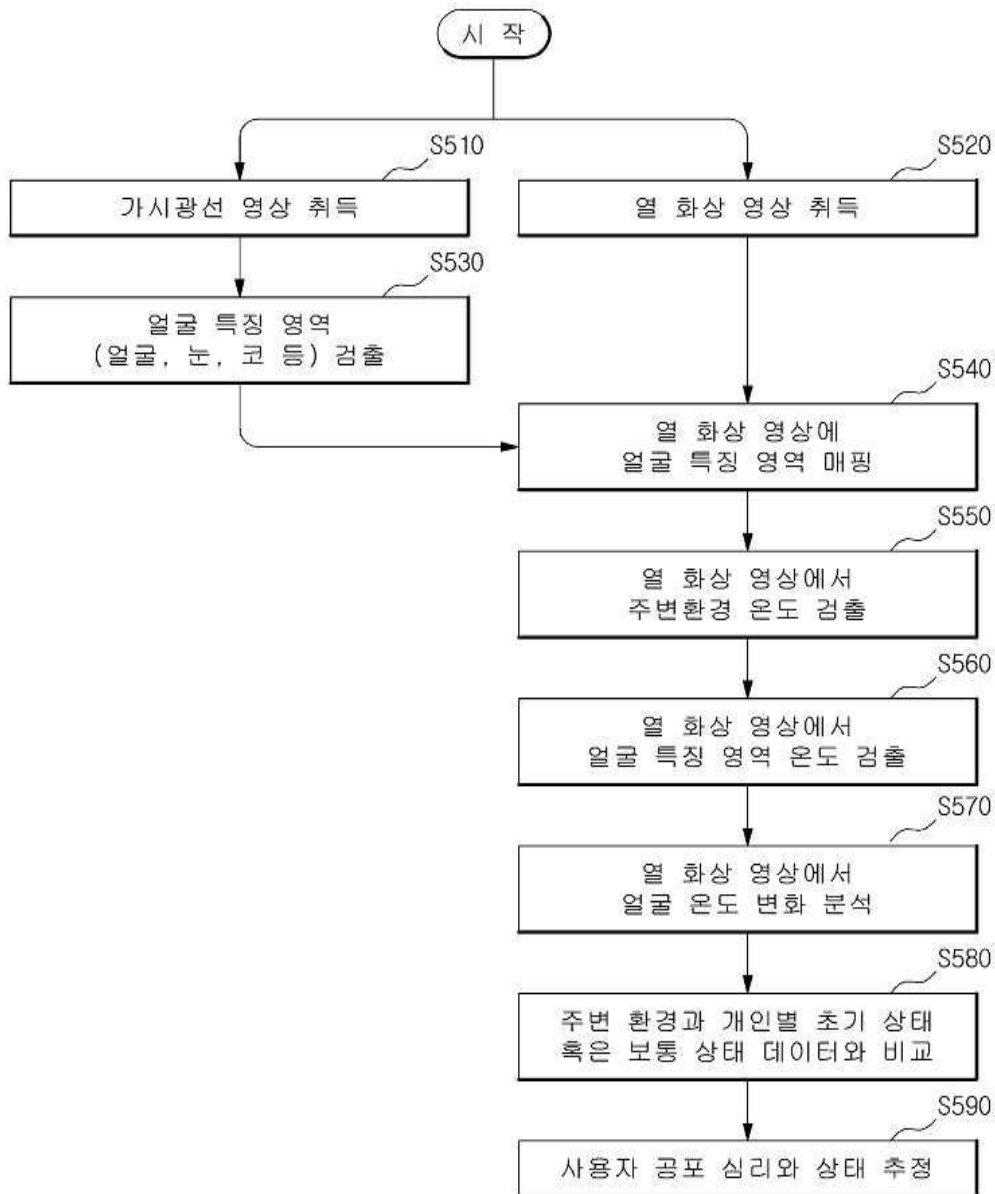 시 작
S510
가시광선 영상 취득
S520
열 화상 영상 취득
S530
얼굴 특징 영역
(얼굴, 눈, 코 등) 검출
S540
열 화상 영상에
얼굴 특징 영역 매핑
S550
열 화상 영상에서
주변환경 온도 검출
S560
열 화상 영상에서
얼굴 특징 영역 온도 검출
S570
열 화상 영상에서
얼굴 온도 변화 분석
S580
주변 환경과 개인별 초기 상태
혹은 보통 상태 데이터와 비교
S590
사용자 공포 심리와 상태 추정